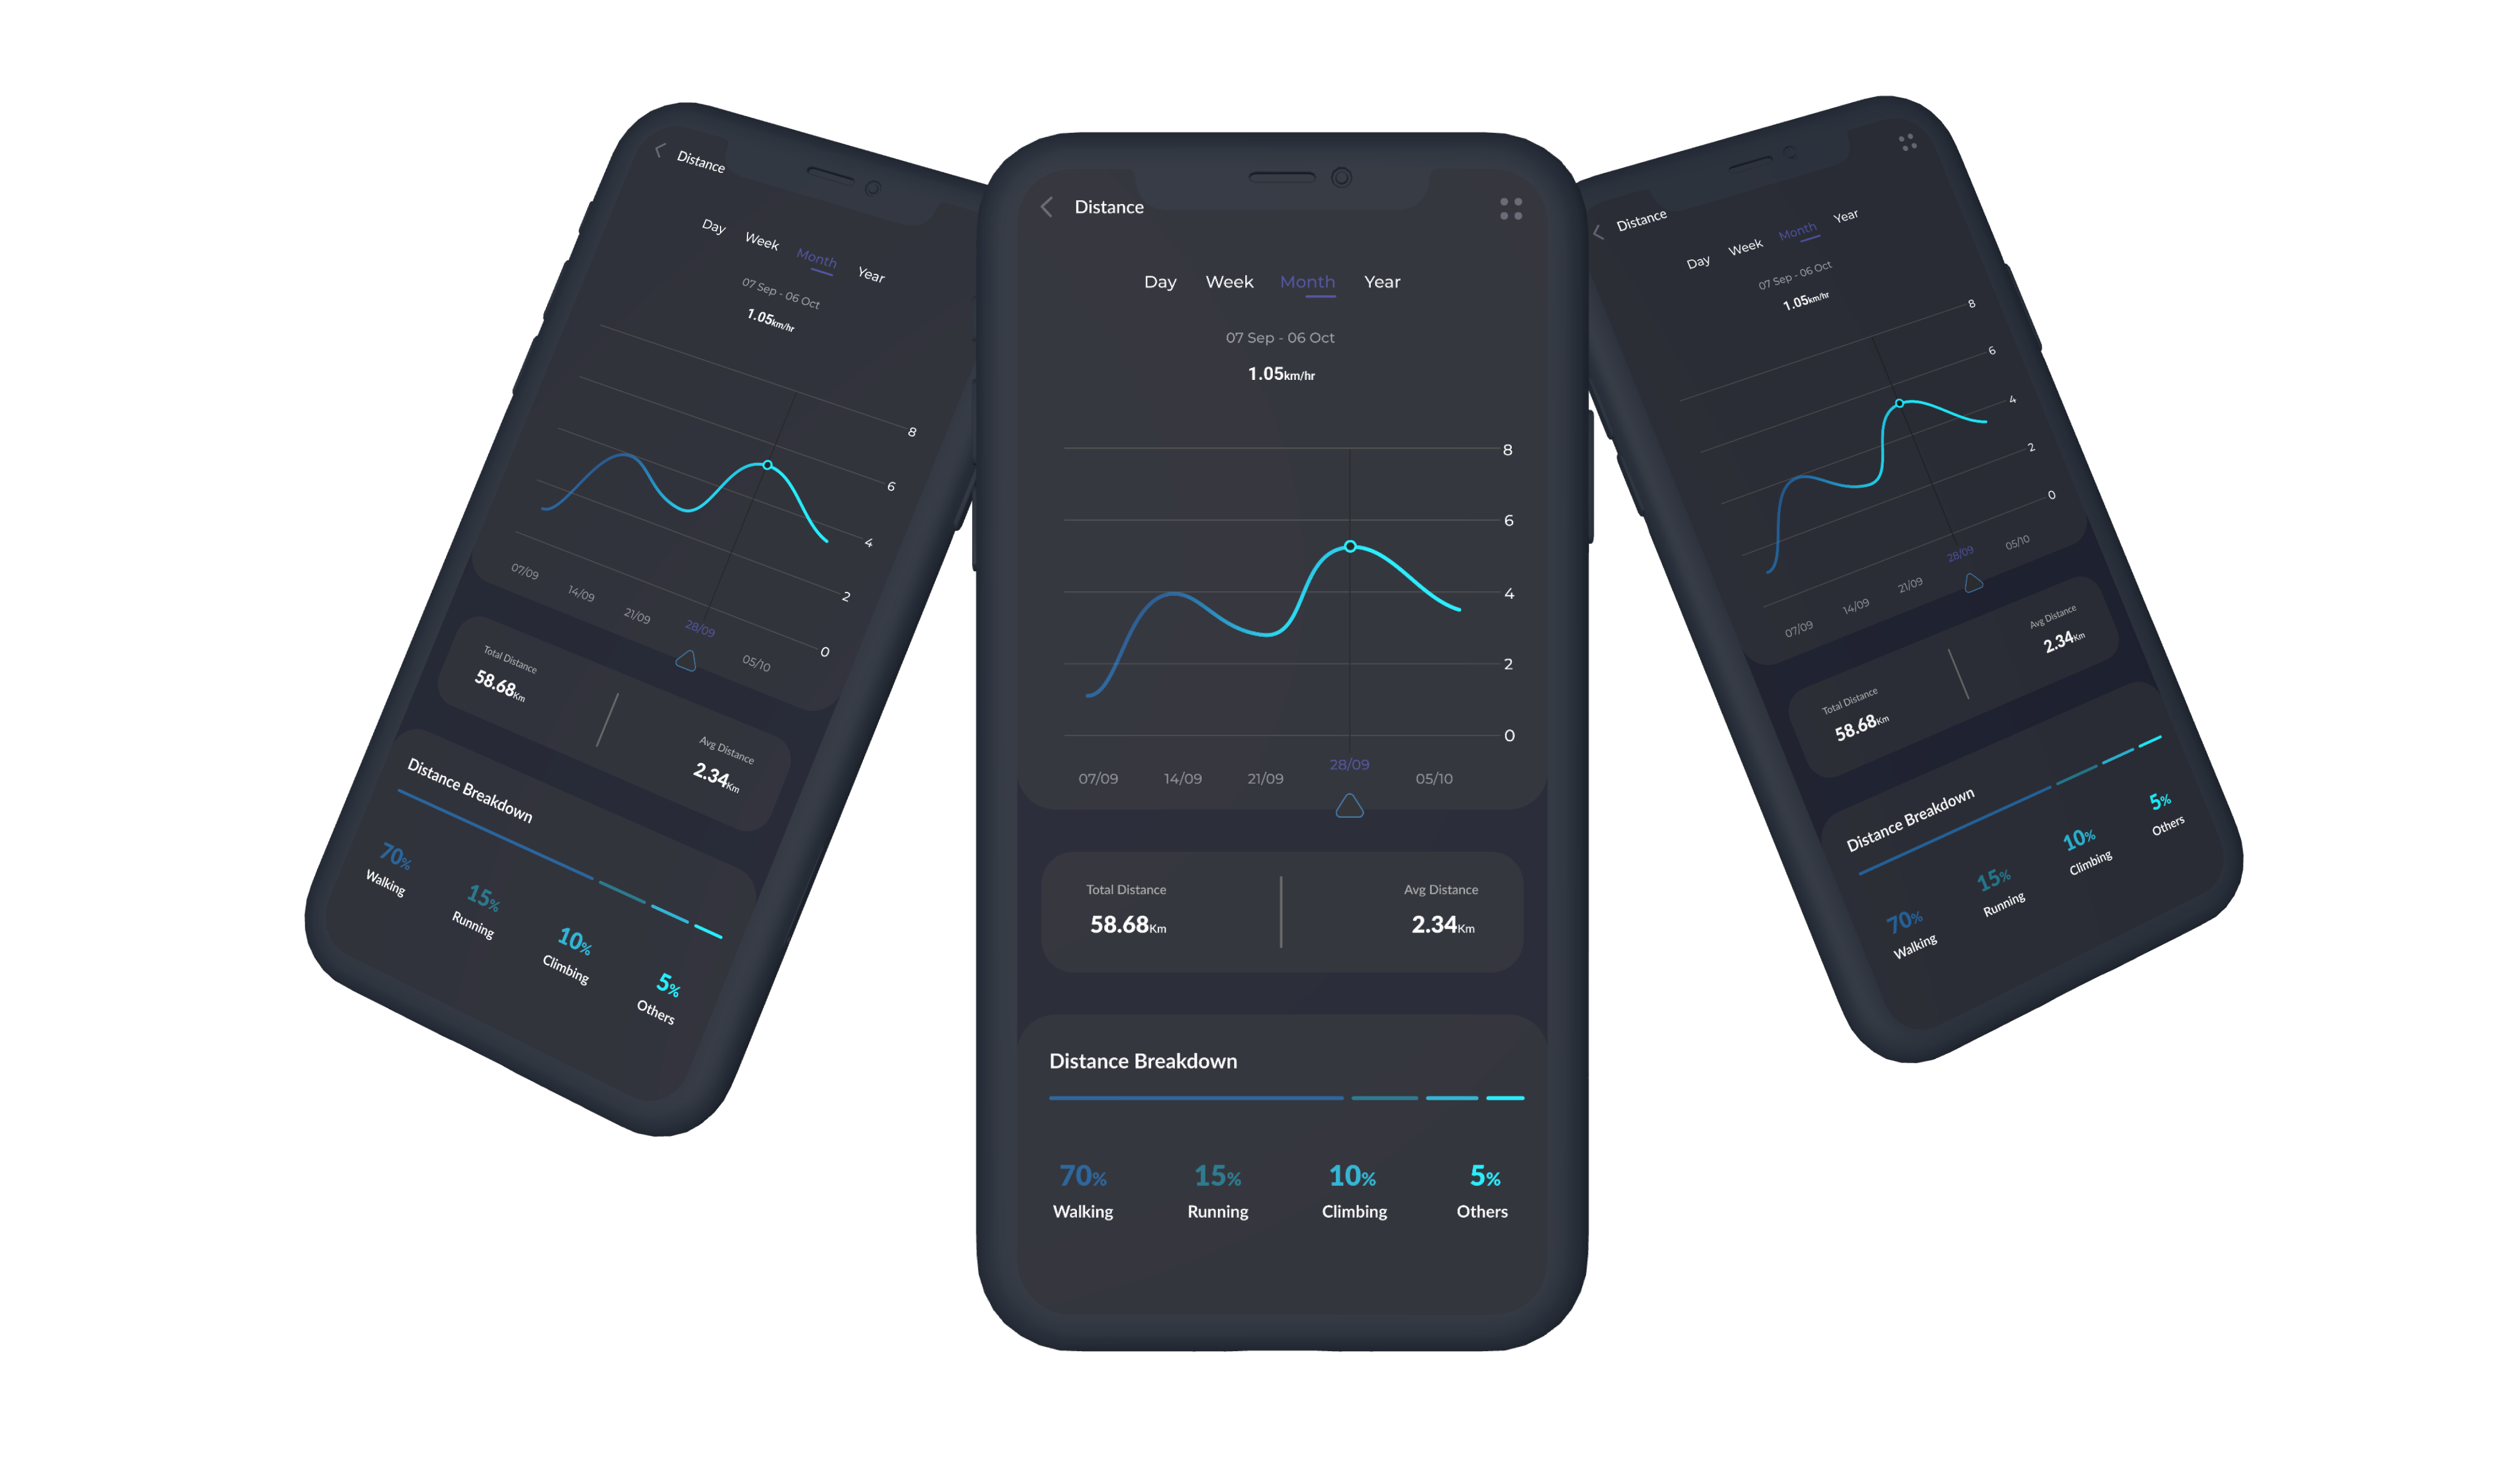 Distance
Day Week Month Year
07 Sep - 06 Oct
1.05km/hr
8
6
4
2
0
07/09 14/09 21/09 28/09 05/10
Total Distance Avg Distance
58.68Km 2.34Km
Distance Breakdown
70% 15% 10% 5%
Walking Running Climbing Others
Distance
Day Week Month Year
07 Sep - 06 Oct
1.05km/hr
8
6
4
2
0
07/09 14/09 21/09 28/09 05/10
Total Distance Avg Distance
58.68Km 2.34Km
Distance Breakdown
70% 15% 10% 5%
Walking Running Climbing Others
Distance
Day Week Month Year
07 Sep - 06 Oct
1.05km/hr
8
6
4
2
0
07/09 14/09 21/09 28/09 05/10
Total Distance Avg Distance
58.68Km 2.34Km
Distance Breakdown
70% 15% 10% 5%
Walking Running Climbing Others